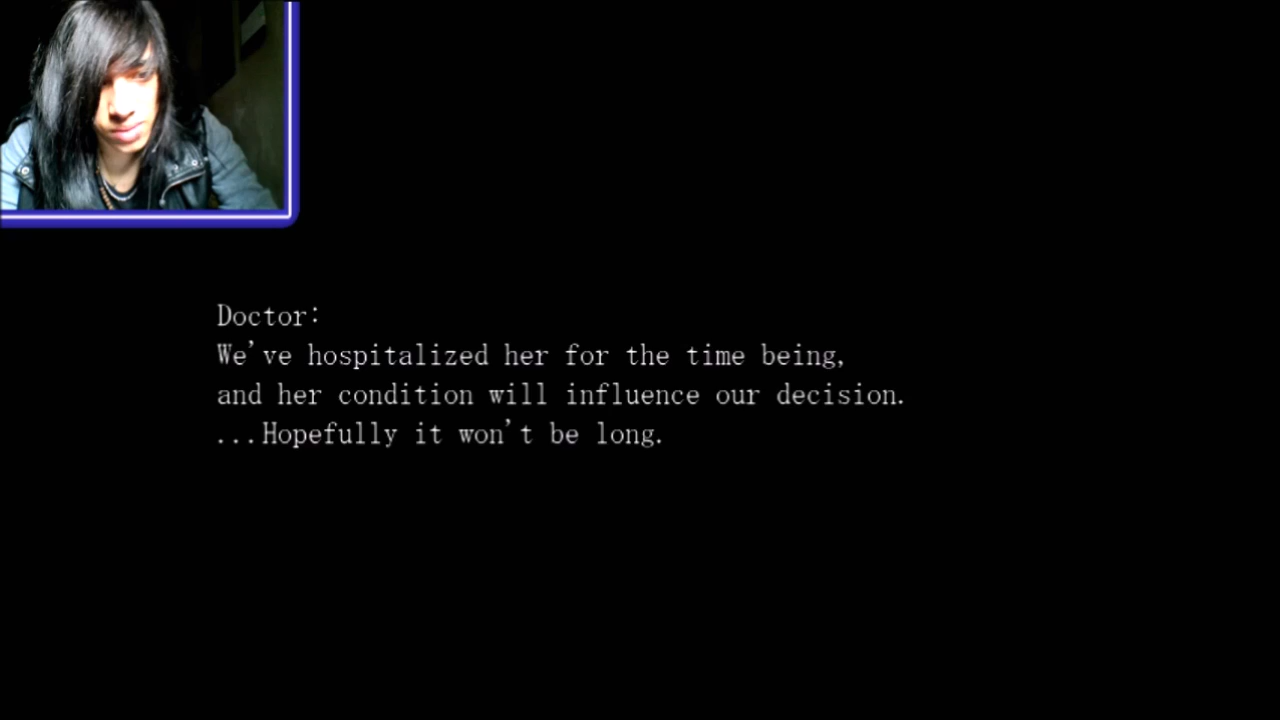 Doctor:
We've hospitalized her for the time being,
and her condition will influence our decision.
...Hopefully it won't be long.